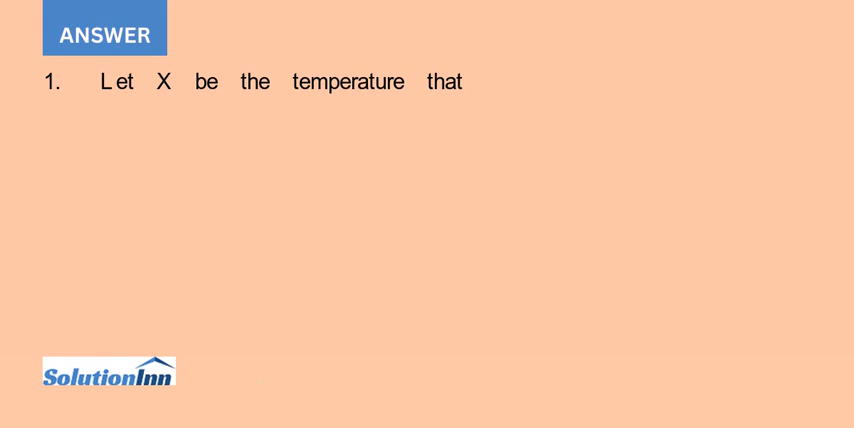 ANSWER
1. Let X be the temperature that
SolutionInn